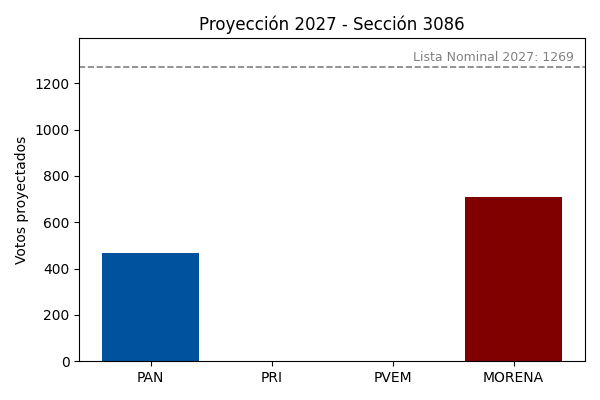 Proyección 2027 - Sección 3086
Lista Nominal 2027: 1269
Votos proyectados
1200
1000
800
600
400
200
0
PAN PRI PVEM MORENA